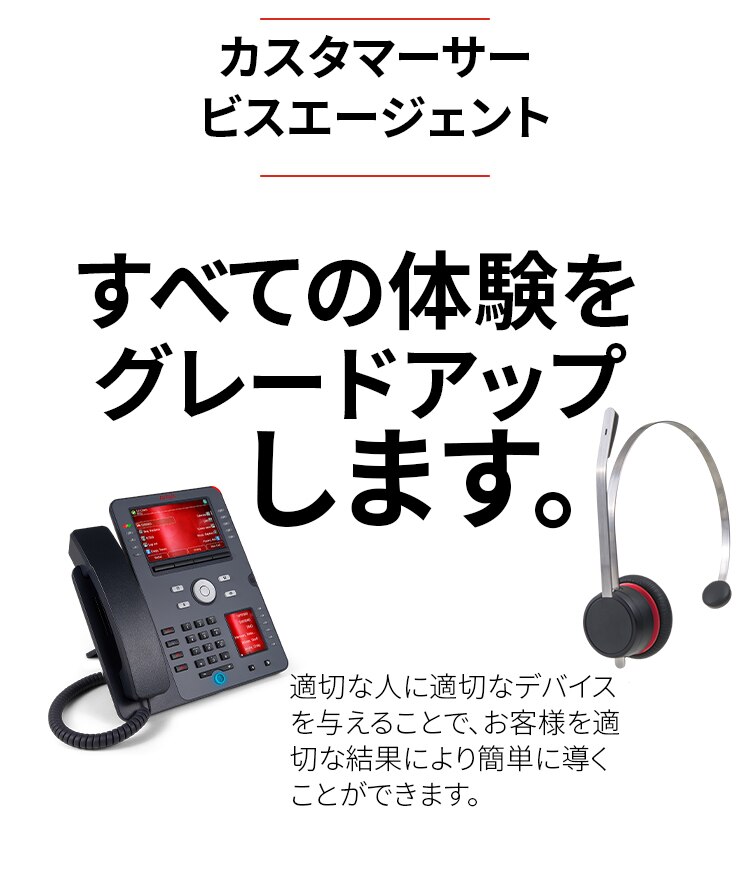 カスタマーサー
ビスエージェント
すべての体験を
グレードアップ
します。
適切な人に適切なデバイス
を与えることで、お客様を適
切な結果により簡単に導く
ことができます。